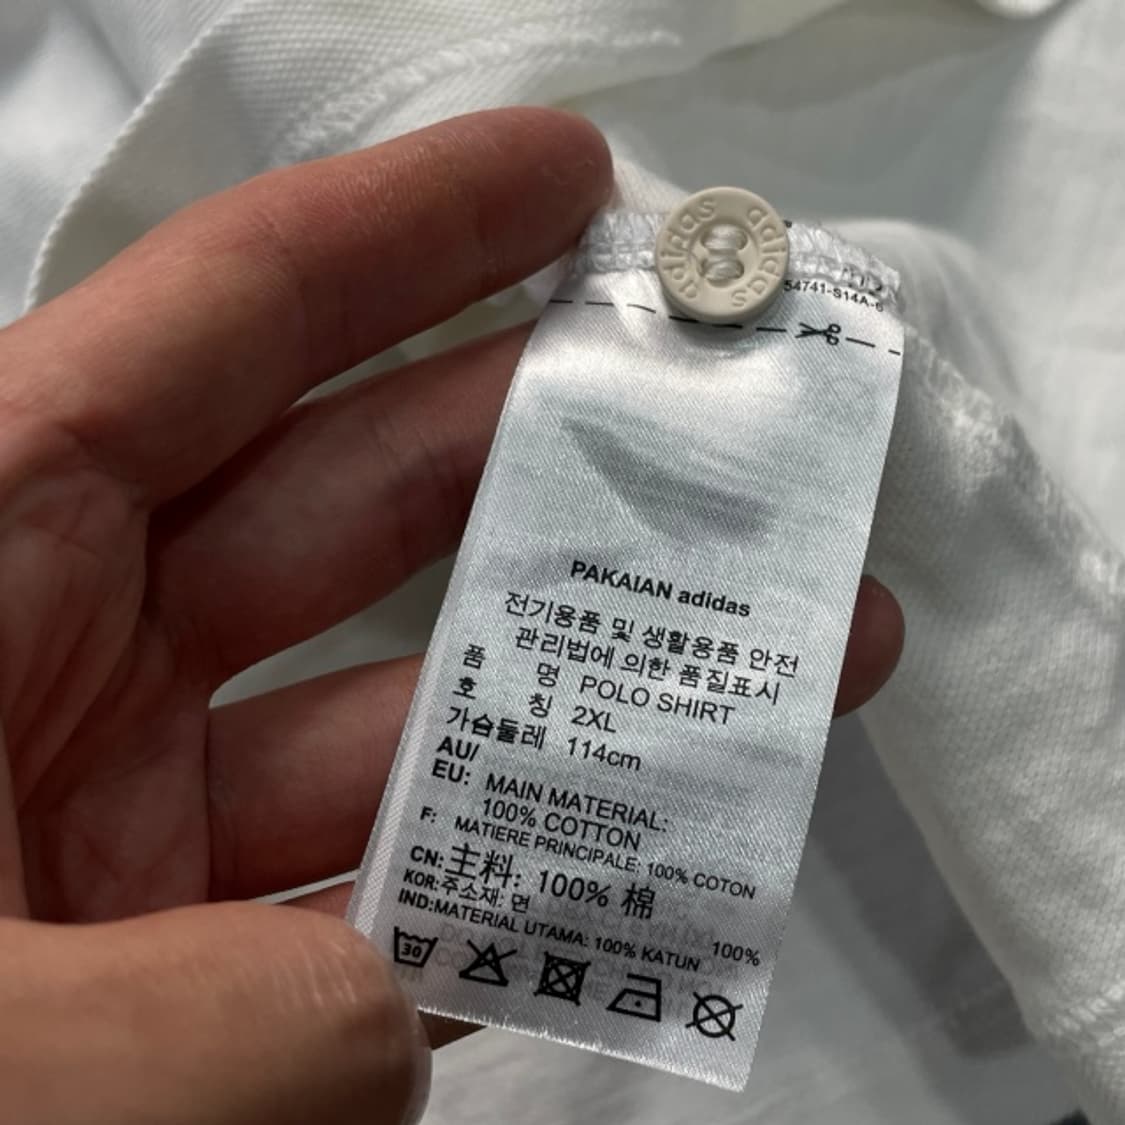 adidas adidas
54741-S14A-6
PAKAIAN adidas
전기용품 및 생활용품 안전
관리법에 의한 품질표시
품 명 POLO SHIRT
호 칭 2XL
가슴둘레 114cm
AU/
EU: MAIN MATERIAL:
100% COTTON
F: MATIERE PRINCIPALE: 100% COTON
CN:主料: 100% 棉
KOR:주소재: 면 100%
IND:MATERIAL UTAMA: 100% KATUN
30